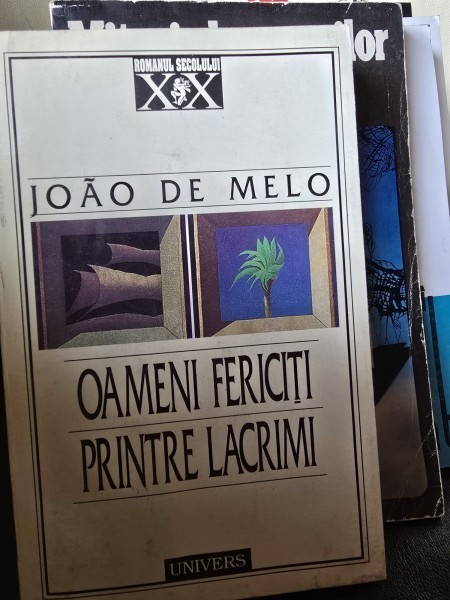 ROMANUL SECOLULUI
XX
JOÃO DE MELO
OAMENI FERICIȚI
PRINTRE LACRIMI
UNIVERS